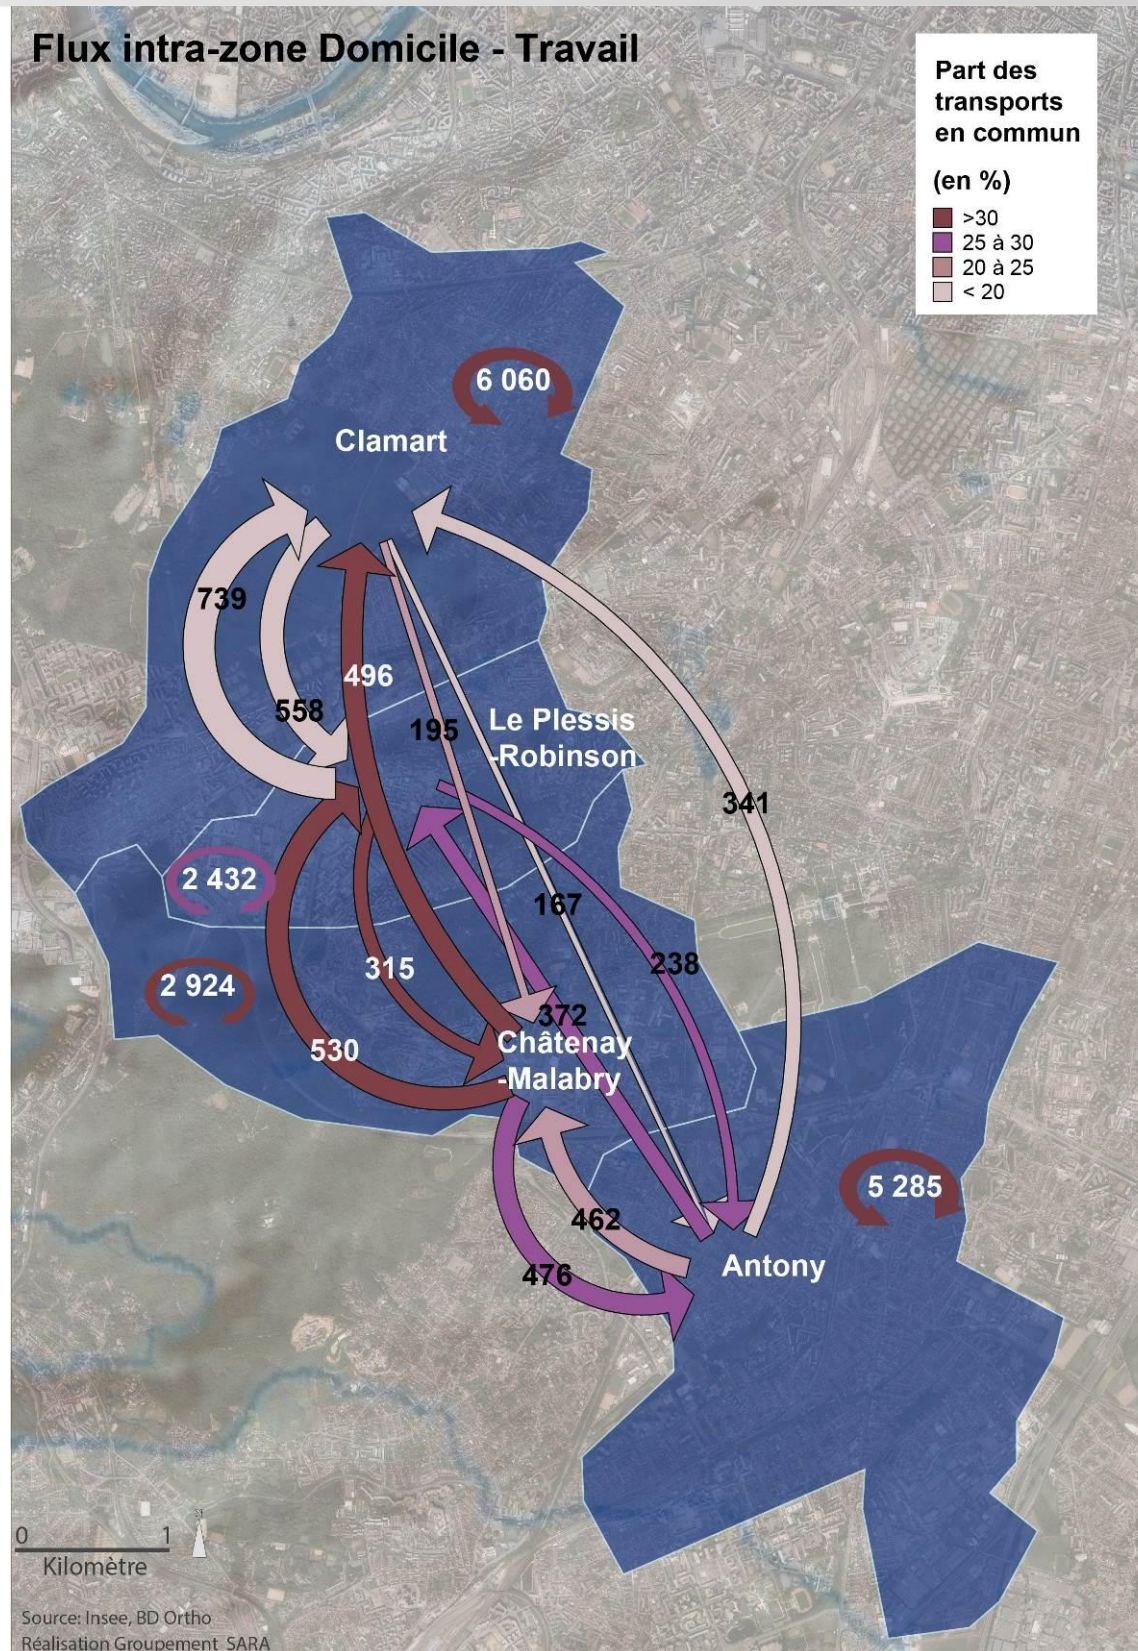 Flux intra-zone Domicile - Travail
Part des
transports
en commun
(en %)
>30
25 à 30
20 à 25
< 20
6 060
Clamart
739
558
496
195
Le Plessis
-Robinson
341
2 432
167
238
2 924
315
530
372
Châtenay
-Malabry
5 285
462
476
Antony
0 1
Kilomètre
Source: Insee, BD Ortho
Réalisation Groupement SARA